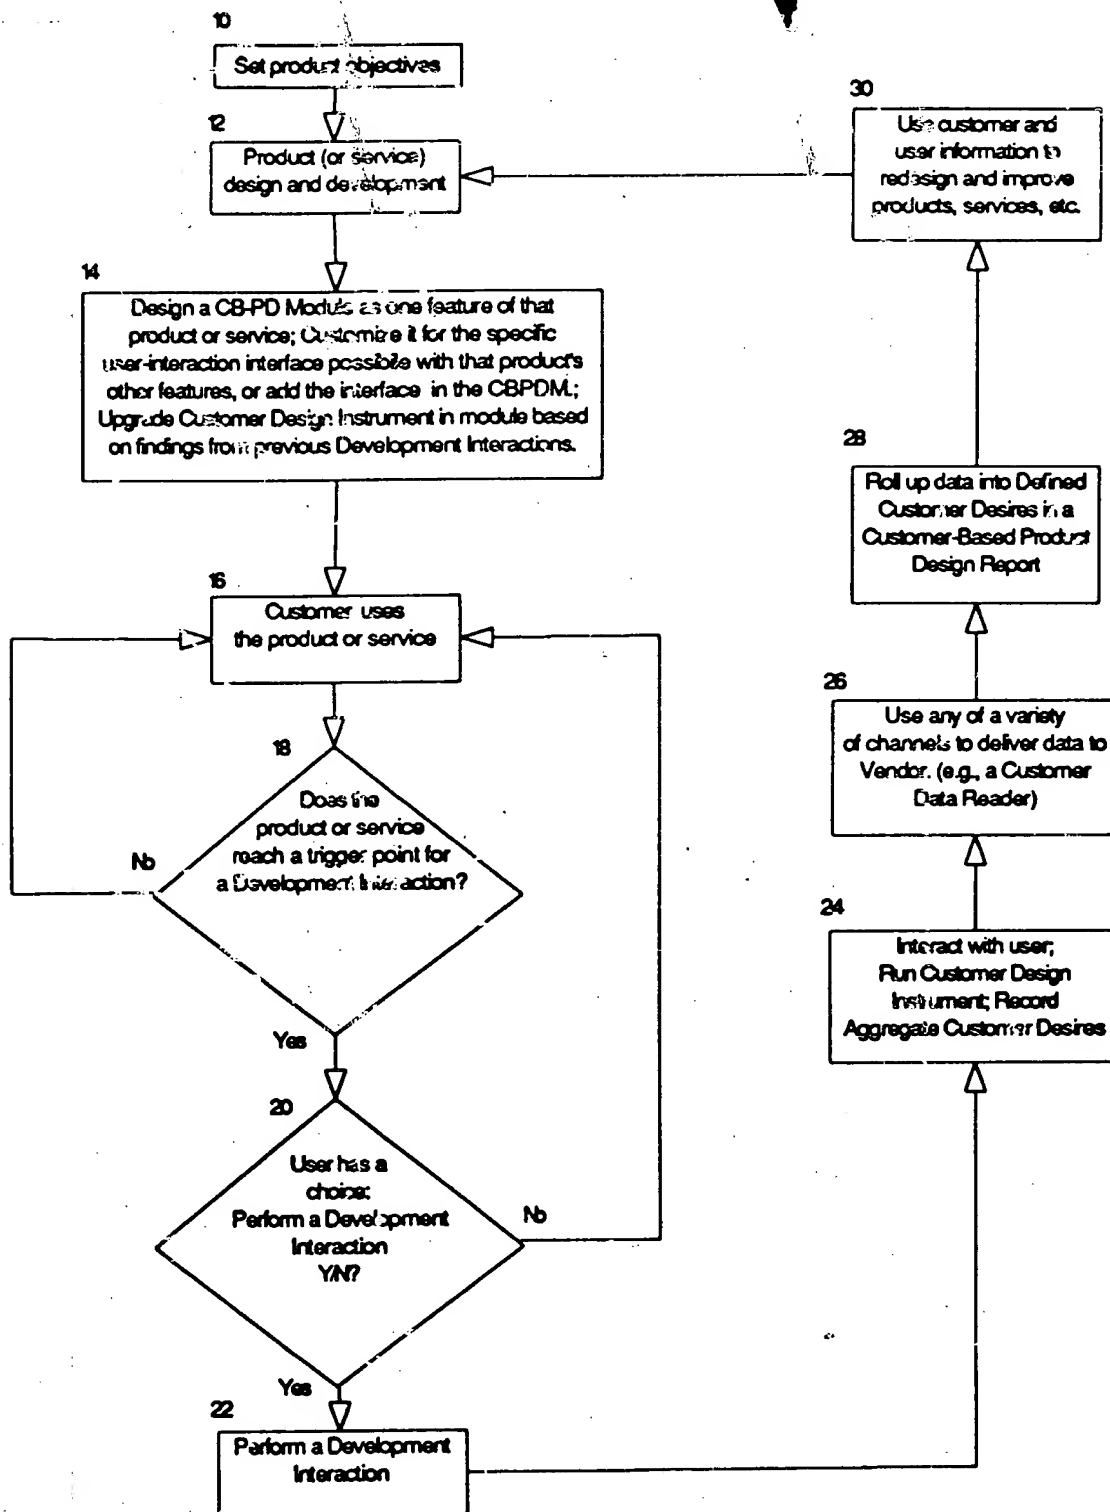 10
Set product objectives
12
Product (or service)
design and development
14
Design a CB-PD Module as one feature of that
product or service; Customize it for the specific
user-interaction interface possible with that product's
other features, or add the interface in the CBPDM.;
Upgrade Customer Design Instrument in module based
on findings from previous Development Interactions.
16
Customer uses
the product or service
18
Does the
product or service
reach a trigger point for
a Development Interaction?
No
Yes
20
User has a
choice:
Perform a Development
Interaction
Y/N?
No
Yes
22
Perform a Development
Interaction
24
Interact with user;
Run Customer Design
Instrument; Record
Aggregate Customer Desires
26
Use any of a variety
of channels to deliver data to
Vendor. (e.g., a Customer
Data Reader)
28
Roll up data into Defined
Customer Desires in a
Customer-Based Product
Design Report
30
Use customer and
user information to
redesign and improve
products, services, etc.